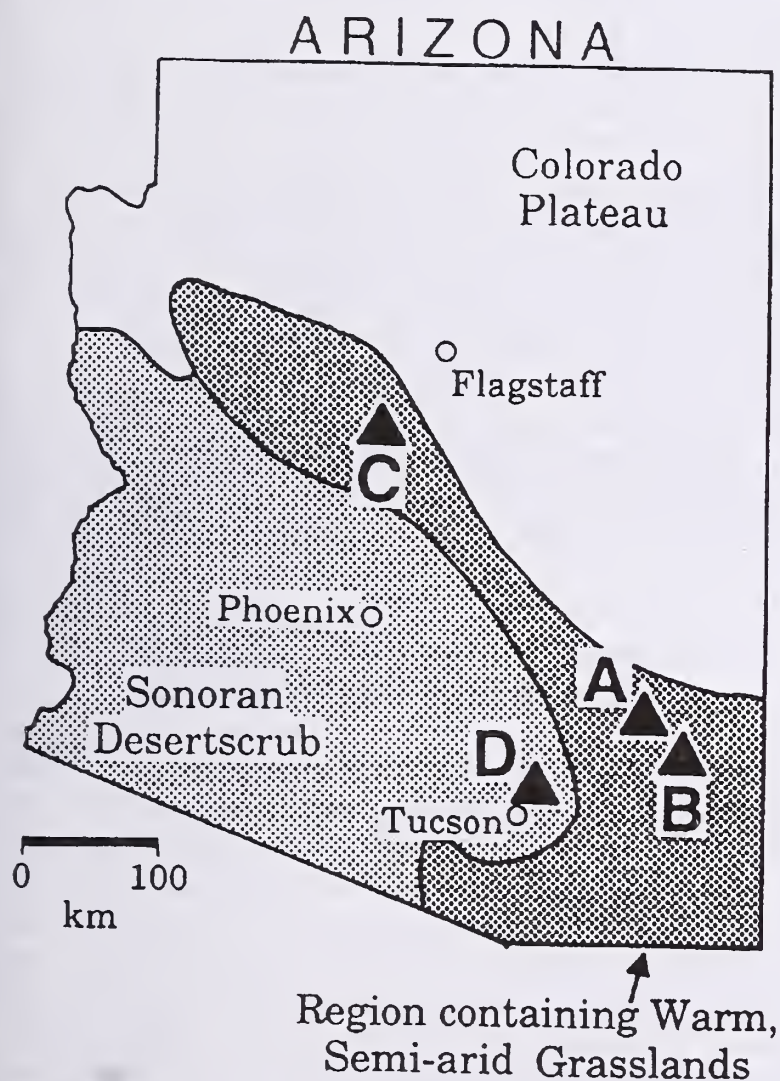 ARIZONA
Colorado
Plateau
Flagstaff
C
Phoenix
A
Sonoran
Desertscrub
D
B
Tucson
0 100
km
Region containing Warm,
Semi-arid Grasslands